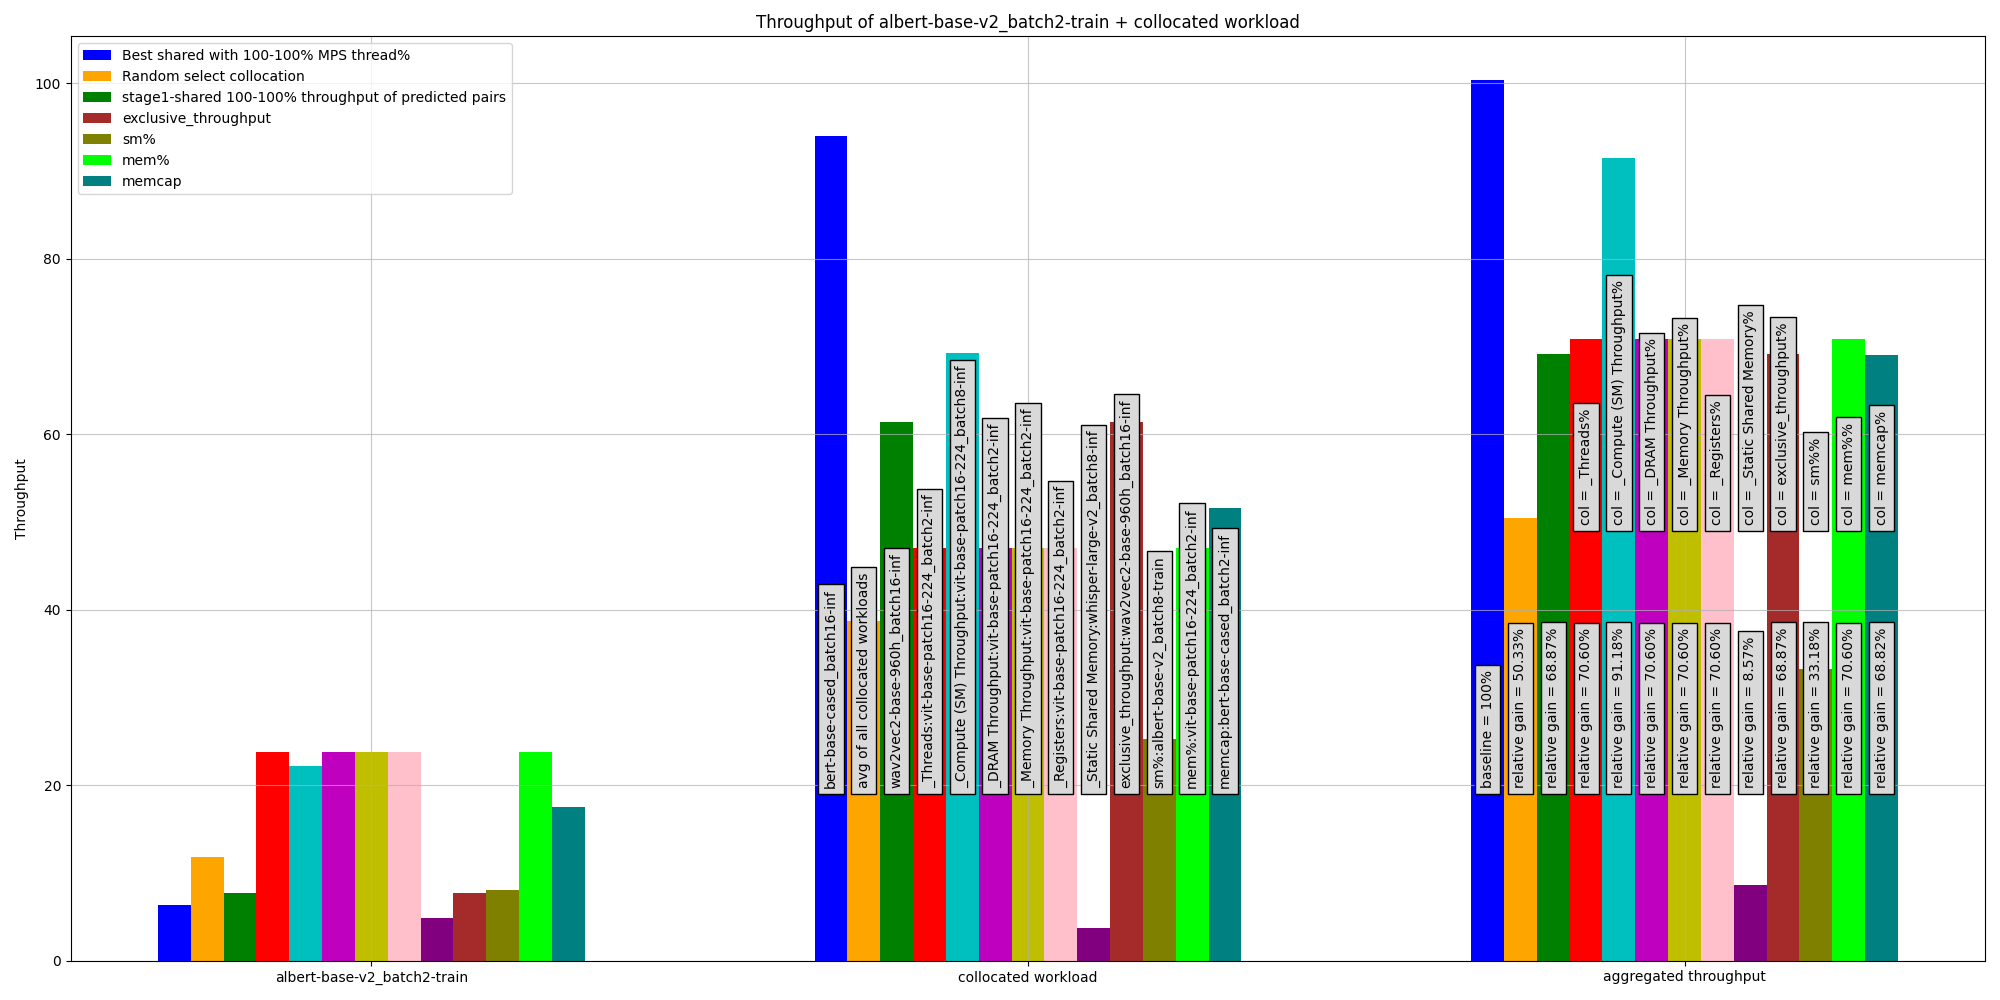 Throughput of albert-base-v2_batch2-train + collocated workload
Best shared with 100-100% MPS thread%
Random select collocation
stage1-shared 100-100% throughput of predicted pairs
exclusive_throughput
sm%
mem%
memcap
Throughput
100
80
60
40
20
0
bert-base-cased_batch16-inf
avg of all collocated workloads
wav2vec2-base-960h_batch16-inf
_Threads:vit-base-patch16-224_batch2-inf
_Compute (SM) Throughput:vit-base-patch16-224_batch8-inf
_DRAM Throughput:vit-base-patch16-224_batch2-inf
_Memory Throughput:vit-base-patch16-224_batch2-inf
_Registers:vit-base-patch16-224_batch2-inf
_Static Shared Memory:whisper-large-v2_batch8-inf
exclusive_throughput:wav2vec2-base-960h_batch16-inf
sm%:albert-base-v2_batch8-train
mem%:vit-base-patch16-224_batch2-inf
memcap:bert-base-cased_batch2-inf
col = _Threads%
col = _Compute (SM) Throughput%
col = _DRAM Throughput%
col = _Memory Throughput%
col = _Registers%
col = _Static Shared Memory%
col = exclusive_throughput%
col = sm%%
col = mem%%
col = memcap%
baseline = 100%
relative gain = 50.33%
relative gain = 68.87%
relative gain = 70.60%
relative gain = 91.18%
relative gain = 70.60%
relative gain = 70.60%
relative gain = 70.60%
relative gain = 8.57%
relative gain = 68.87%
relative gain = 33.18%
relative gain = 70.60%
relative gain = 68.82%
albert-base-v2_batch2-train
collocated workload
aggregated throughput